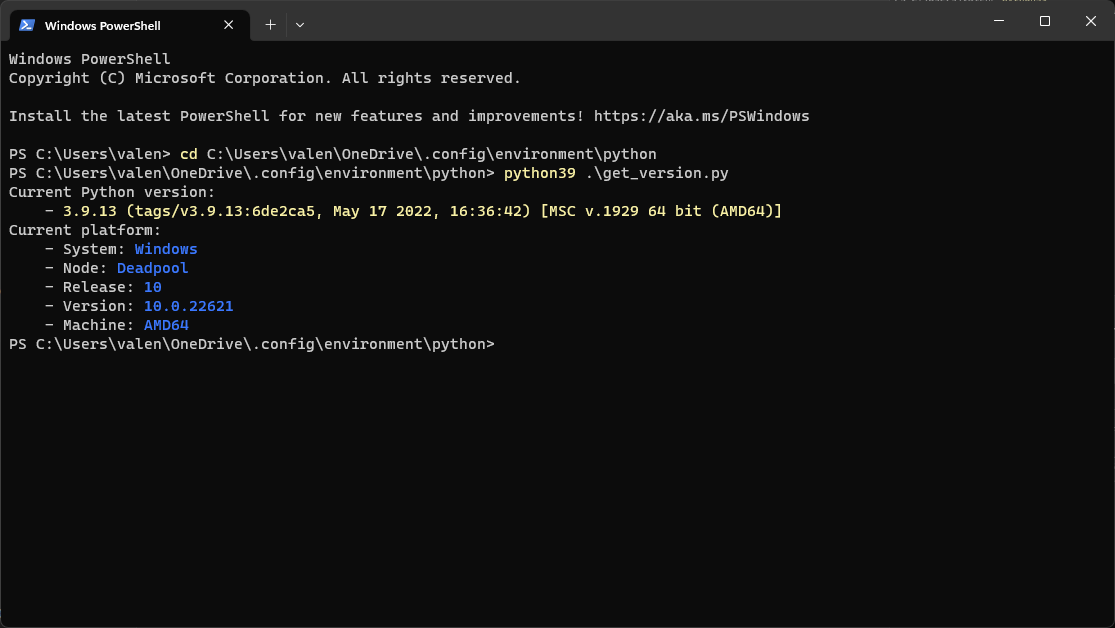 Windows PowerShell
Windows PowerShell
Copyright (C) Microsoft Corporation. All rights reserved.
Install the latest PowerShell for new features and improvements! https://aka.ms/PSWindows
PS C:\Users\valen> cd C:\Users\valen\OneDrive\.config\environment\python
PS C:\Users\valen\OneDrive\.config\environment\python> python39 .\get_version.py
Current Python version:
    - 3.9.13 (tags/v3.9.13:6de2ca5, May 17 2022, 16:36:42) [MSC v.1929 64 bit (AMD64)]
Current platform:
    - System: Windows
    - Node: Deadpool
    - Release: 10
    - Version: 10.0.22621
    - Machine: AMD64
PS C:\Users\valen\OneDrive\.config\environment\python>